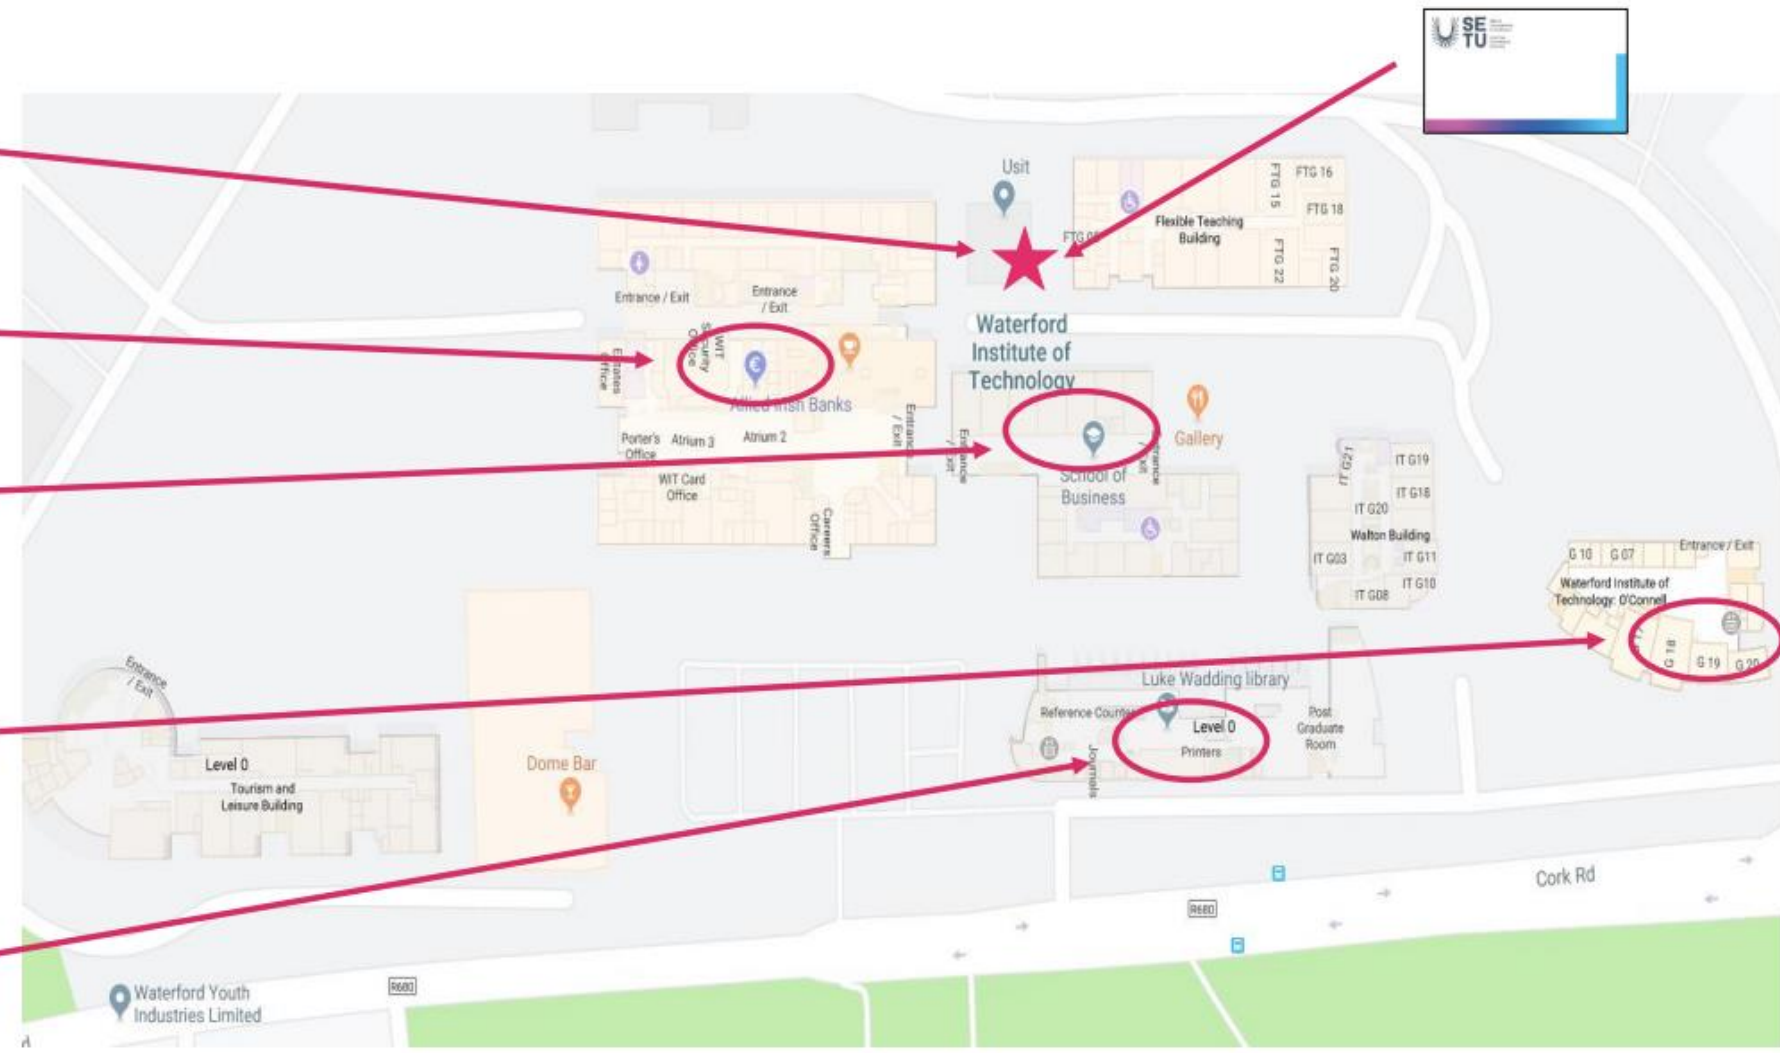 SE
TU
Usit
FTG 15
FTG 16
FTG 18
Flexible Teaching
Building
FTG 22
FTG 20
Entrance / Exit
Entrance
/ Exit
WIT
Security
Office
Estates
Office
Waterford
Institute of
Technology
Allied Irish Banks
Porter's
Office
Atrium 3
Atrium 2
Entrance
/ Exit
Entrance
/ Exit
Entrance
/ Exit
Gallery
School of
Business
WIT Card
Office
Careers
Office
IT G21
IT G19
IT G18
IT G20
Walton Building
IT G03
IT G11
IT G10
IT G08
Entrance / Exit
G 10
G 07
Waterford Institute of
Technology: O'Connell
G 18
G 19
G 20
Entrance
/ Exit
Luke Wadding library
Reference Counter
Level 0
Printers
Post
Graduate
Room
Journals
Level 0
Tourism and
Leisure Building
Dome Bar
Cork Rd
R680
R680
Waterford Youth
Industries Limited